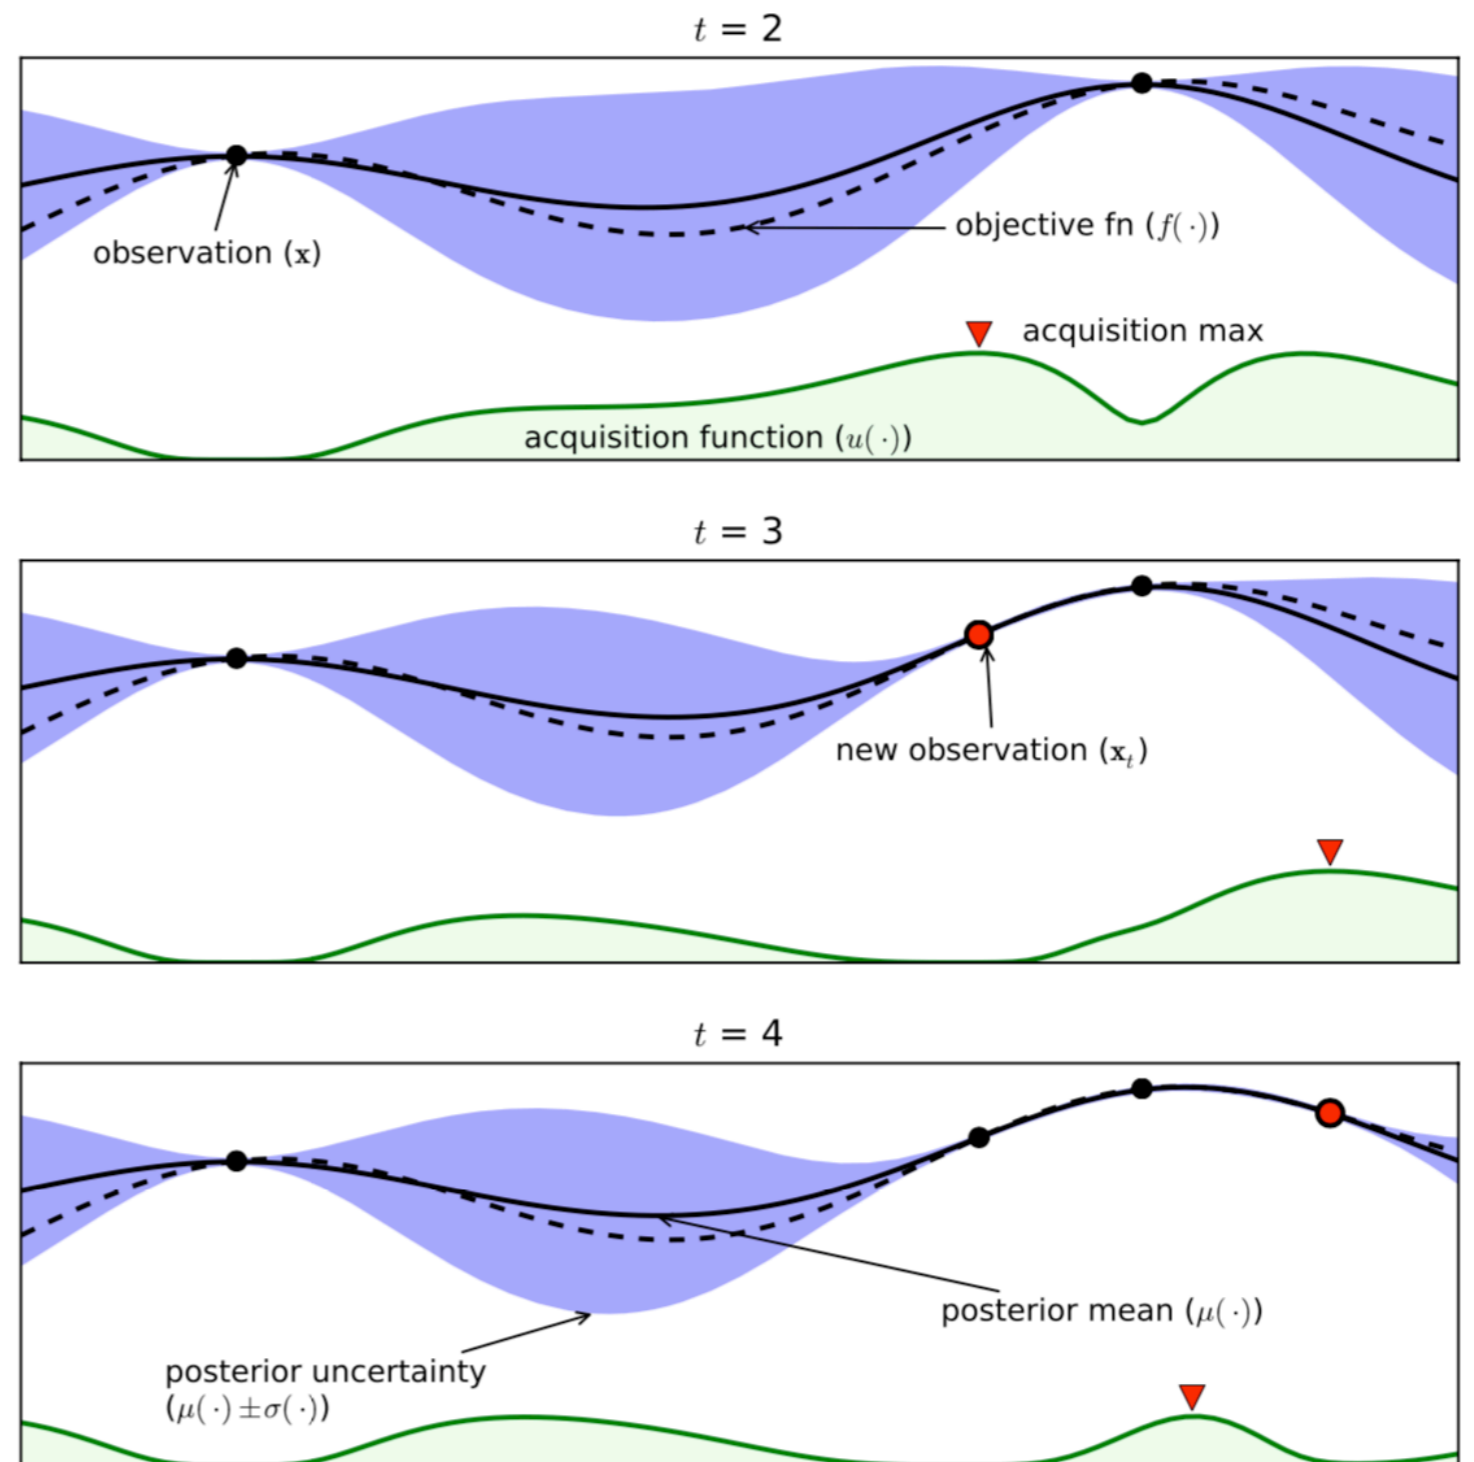 t = 2
observation (x)
objective fn (f(·))
acquisition max
acquisition function (u(·))
t = 3
new observation (xₜ)
t = 4
posterior mean (μ(·))
posterior uncertainty
(μ(·)±σ(·))